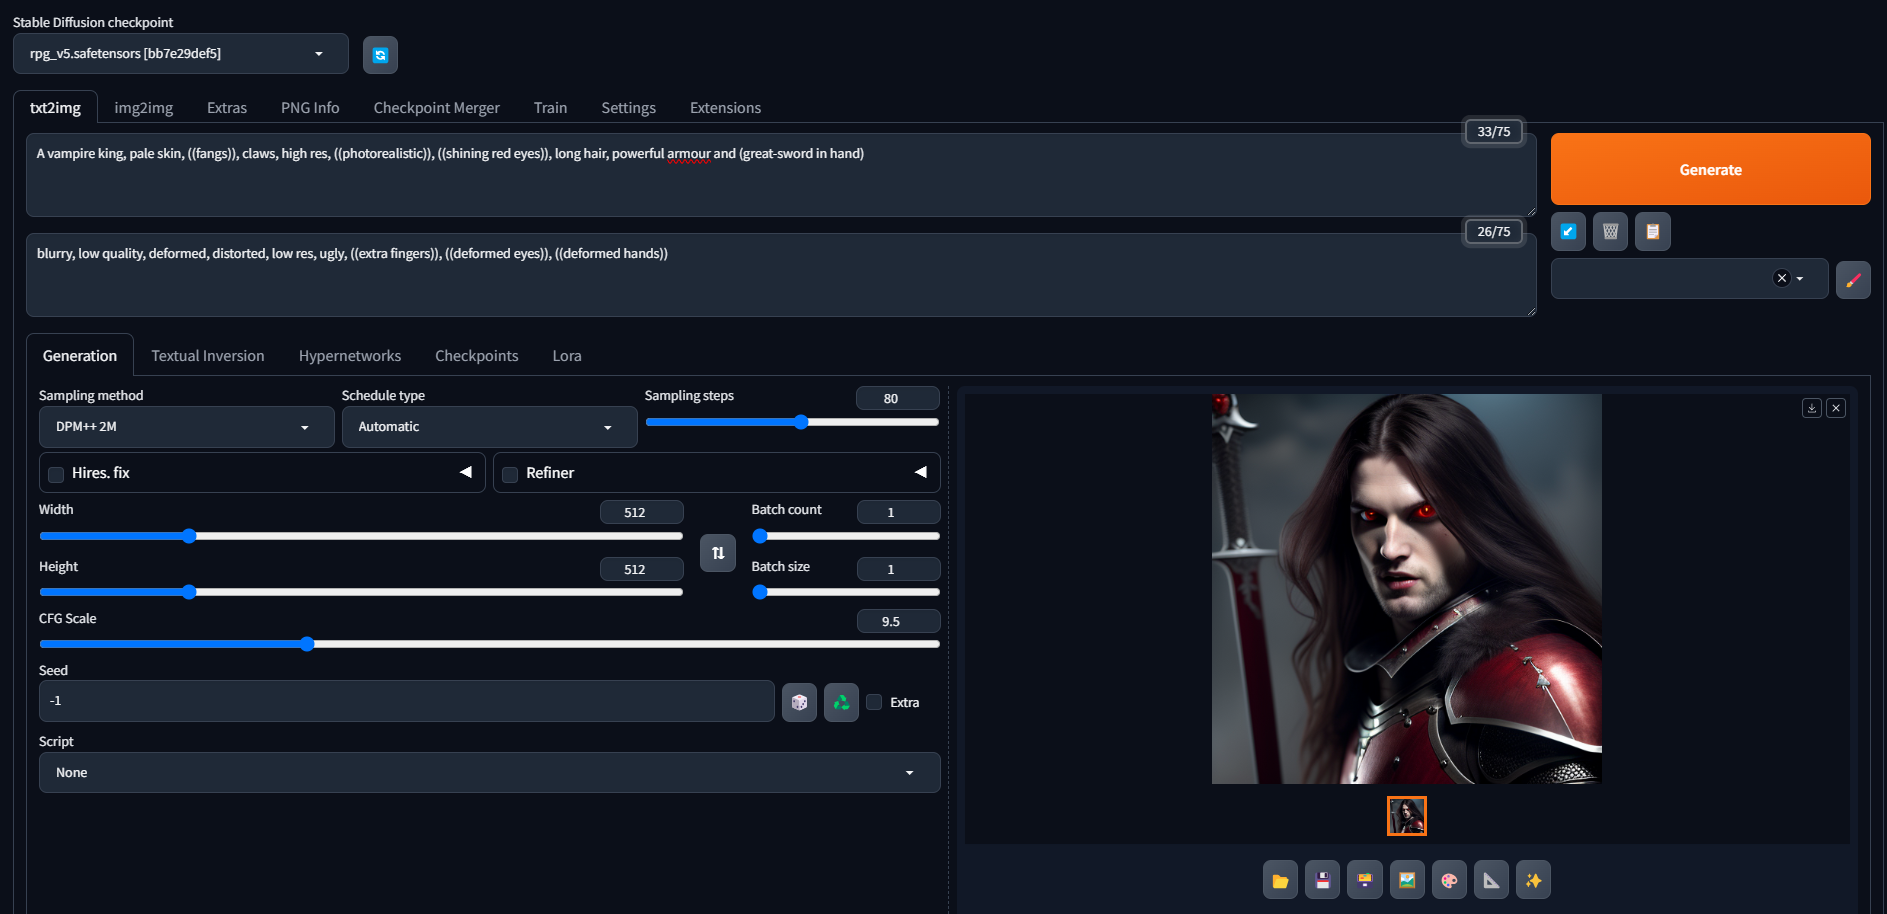 Stable Diffusion checkpoint
rpg_v5.safetensors [bb7e29def5]
txt2img img2img Extras PNG Info Checkpoint Merger Train Settings Extensions
33/75
A vampire king, pale skin, ((fangs)), claws, high res, ((photorealistic)), ((shining red eyes)), long hair, powerful armour and (great-sword in hand)
Generate
26/75
blurry, low quality, deformed, distorted, low res, ugly, ((extra fingers)), ((deformed eyes)), ((deformed hands))
Generation Textual Inversion Hypernetworks Checkpoints Lora
Sampling method
DPM++ 2M
Schedule type
Automatic
Sampling steps
80
Hires. fix
Refiner
Width
512
Batch count
1
Height
512
Batch size
1
CFG Scale
9.5
Seed
-1
Extra
Script
None